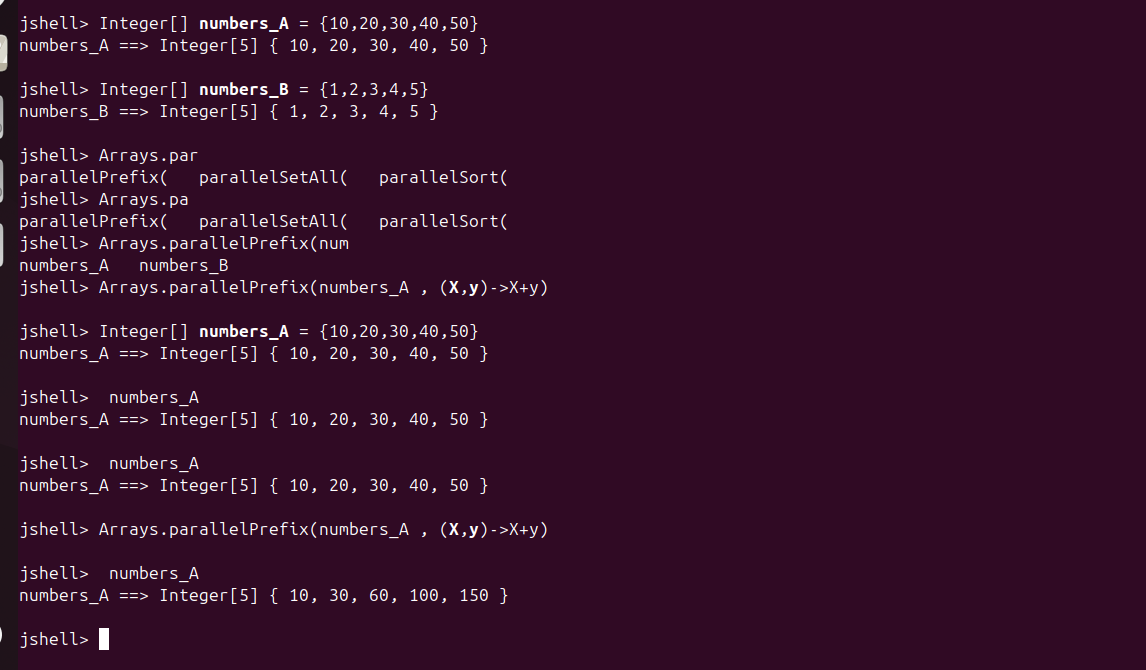 jshell> Integer[] numbers_A = {10,20,30,40,50}
numbers_A ==> Integer[5] { 10, 20, 30, 40, 50 }
jshell> Integer[] numbers_B = {1,2,3,4,5}
numbers_B ==> Integer[5] { 1, 2, 3, 4, 5 }
jshell> Arrays.par
parallelPrefix(   parallelSetAll(   parallelSort(
jshell> Arrays.pa
parallelPrefix(   parallelSetAll(   parallelSort(
jshell> Arrays.parallelPrefix(num
numbers_A   numbers_B
jshell> Arrays.parallelPrefix(numbers_A , (X,y)->X+y)
jshell> Integer[] numbers_A = {10,20,30,40,50}
numbers_A ==> Integer[5] { 10, 20, 30, 40, 50 }
jshell>  numbers_A
numbers_A ==> Integer[5] { 10, 20, 30, 40, 50 }
jshell>  numbers_A
numbers_A ==> Integer[5] { 10, 20, 30, 40, 50 }
jshell> Arrays.parallelPrefix(numbers_A , (X,y)->X+y)
jshell>  numbers_A
numbers_A ==> Integer[5] { 10, 30, 60, 100, 150 }
jshell>